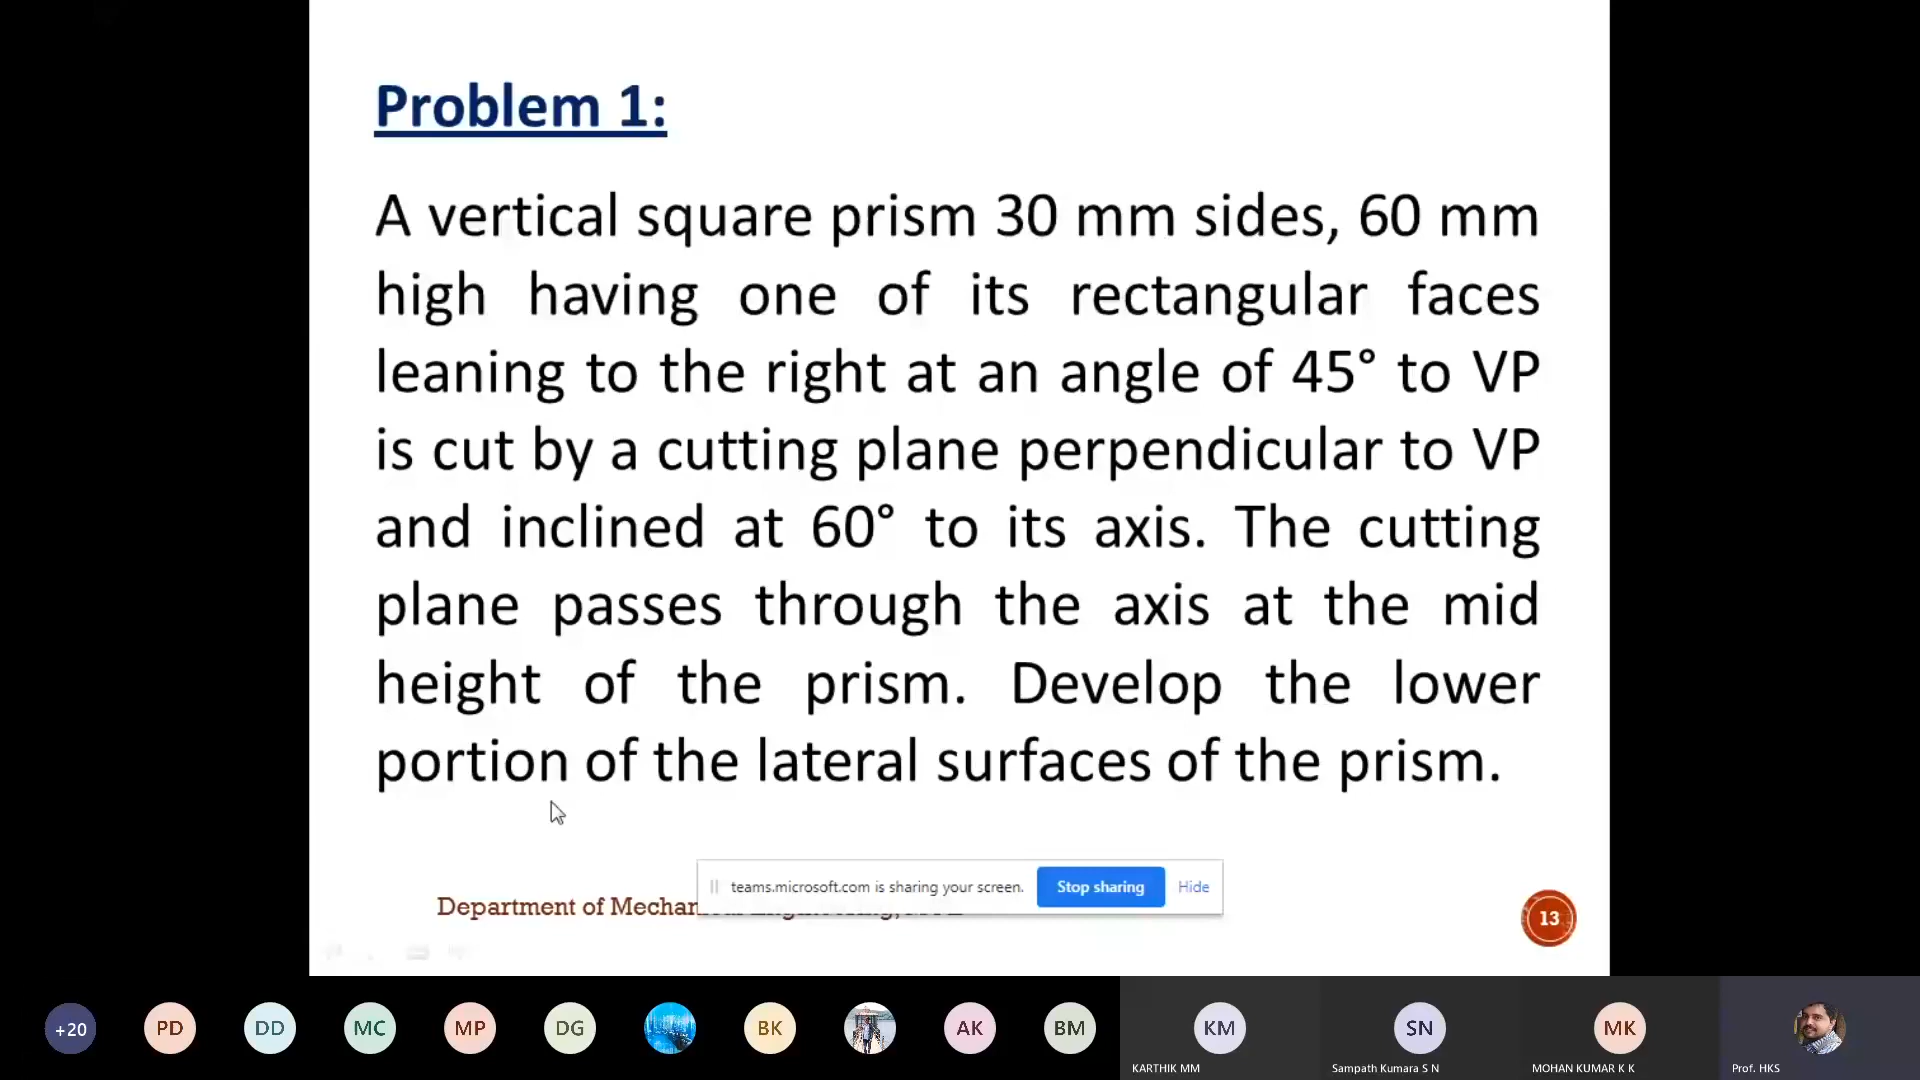 Problem 1:
A vertical square prism 30 mm sides, 60 mm
high having one of its rectangular faces
leaning to the right at an angle of 45° to VP
is cut by a cutting plane perpendicular to VP
and inclined at 60° to its axis. The cutting
plane passes through the axis at the mid
height of the prism. Develop the lower
portion of the lateral surfaces of the prism.
teams.microsoft.com is sharing your screen. Stop sharing Hide
Department of
13
+20 PD DD MC MP DG BK AK BM KM SN MK
KARTHIK MM Sampath Kumara S N MOHAN KUMAR K K Prof. HKS